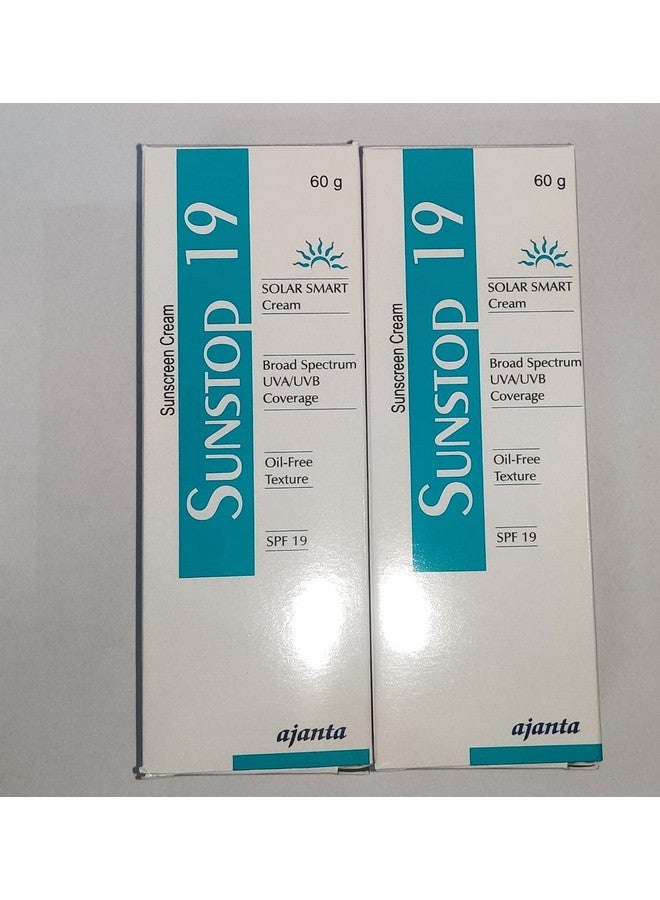 60 g
SOLAR SMART
Cream
Sunscreen Cream
SUNSTOP 19
Broad Spectrum
UVA/UVB
Coverage
Oil-Free
Texture
SPF 19
ajanta
60 g
SOLAR SMART
Cream
Sunscreen Cream
SUNSTOP 19
Broad Spectrum
UVA/UVB
Coverage
Oil-Free
Texture
SPF 19
ajanta